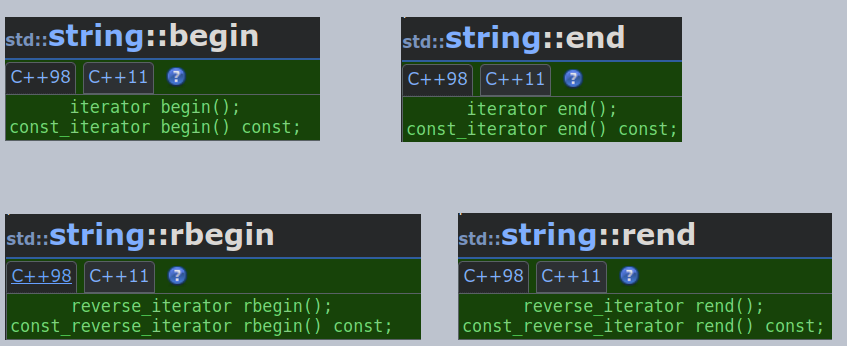 std::string::begin
C++98 C++11 ?
iterator begin();
const_iterator begin() const;
std::string::end
C++98 C++11 ?
iterator end();
const_iterator end() const;
std::string::rbegin
C++98 C++11 ?
reverse_iterator rbegin();
const_reverse_iterator rbegin() const;
std::string::rend
C++98 C++11 ?
reverse_iterator rend();
const_reverse_iterator rend() const;